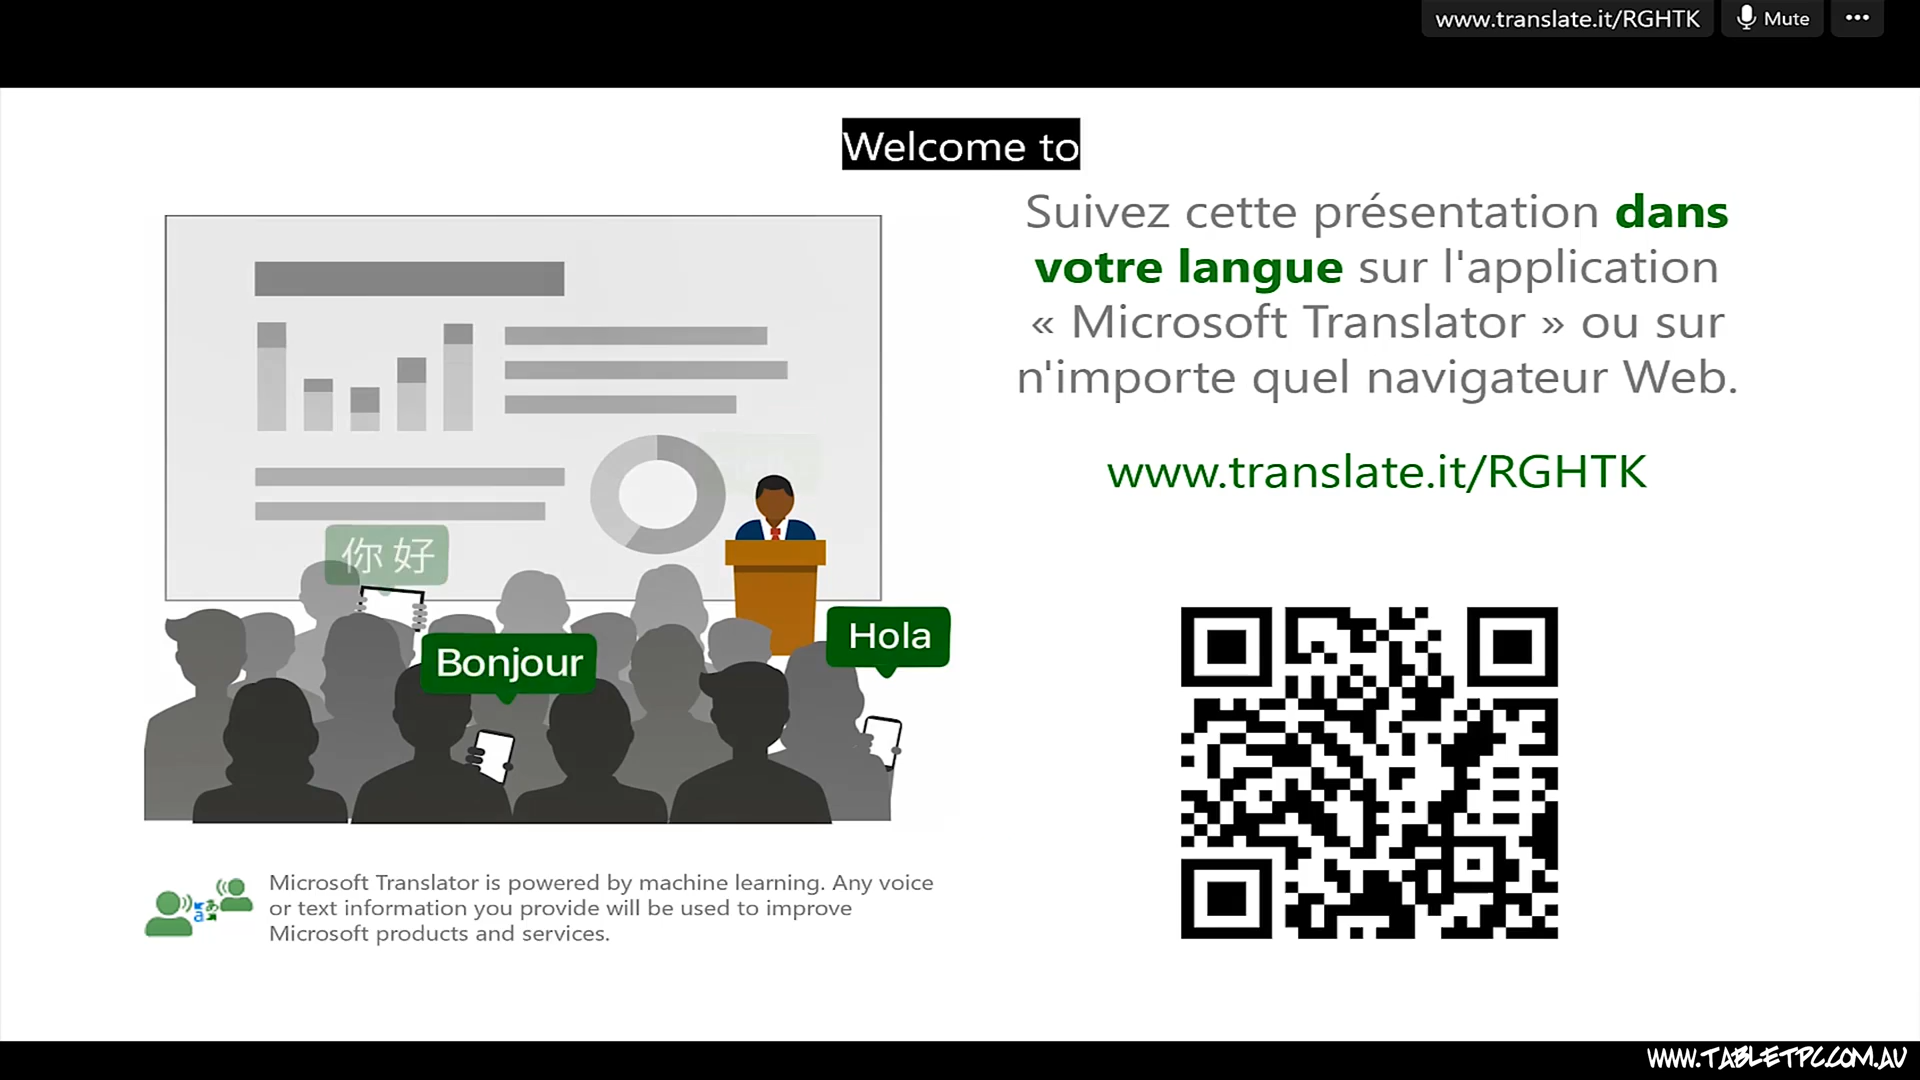 www.translate.it/RGHTK
Mute
Welcome to
Suivez cette présentation dans
votre langue sur l'application
« Microsoft Translator » ou sur
n'importe quel navigateur Web.
www.translate.it/RGHTK
你好
Bonjour
Hola
Microsoft Translator is powered by machine learning. Any voice
or text information you provide will be used to improve
Microsoft products and services.
WWW.TABLETPC.COM.AU